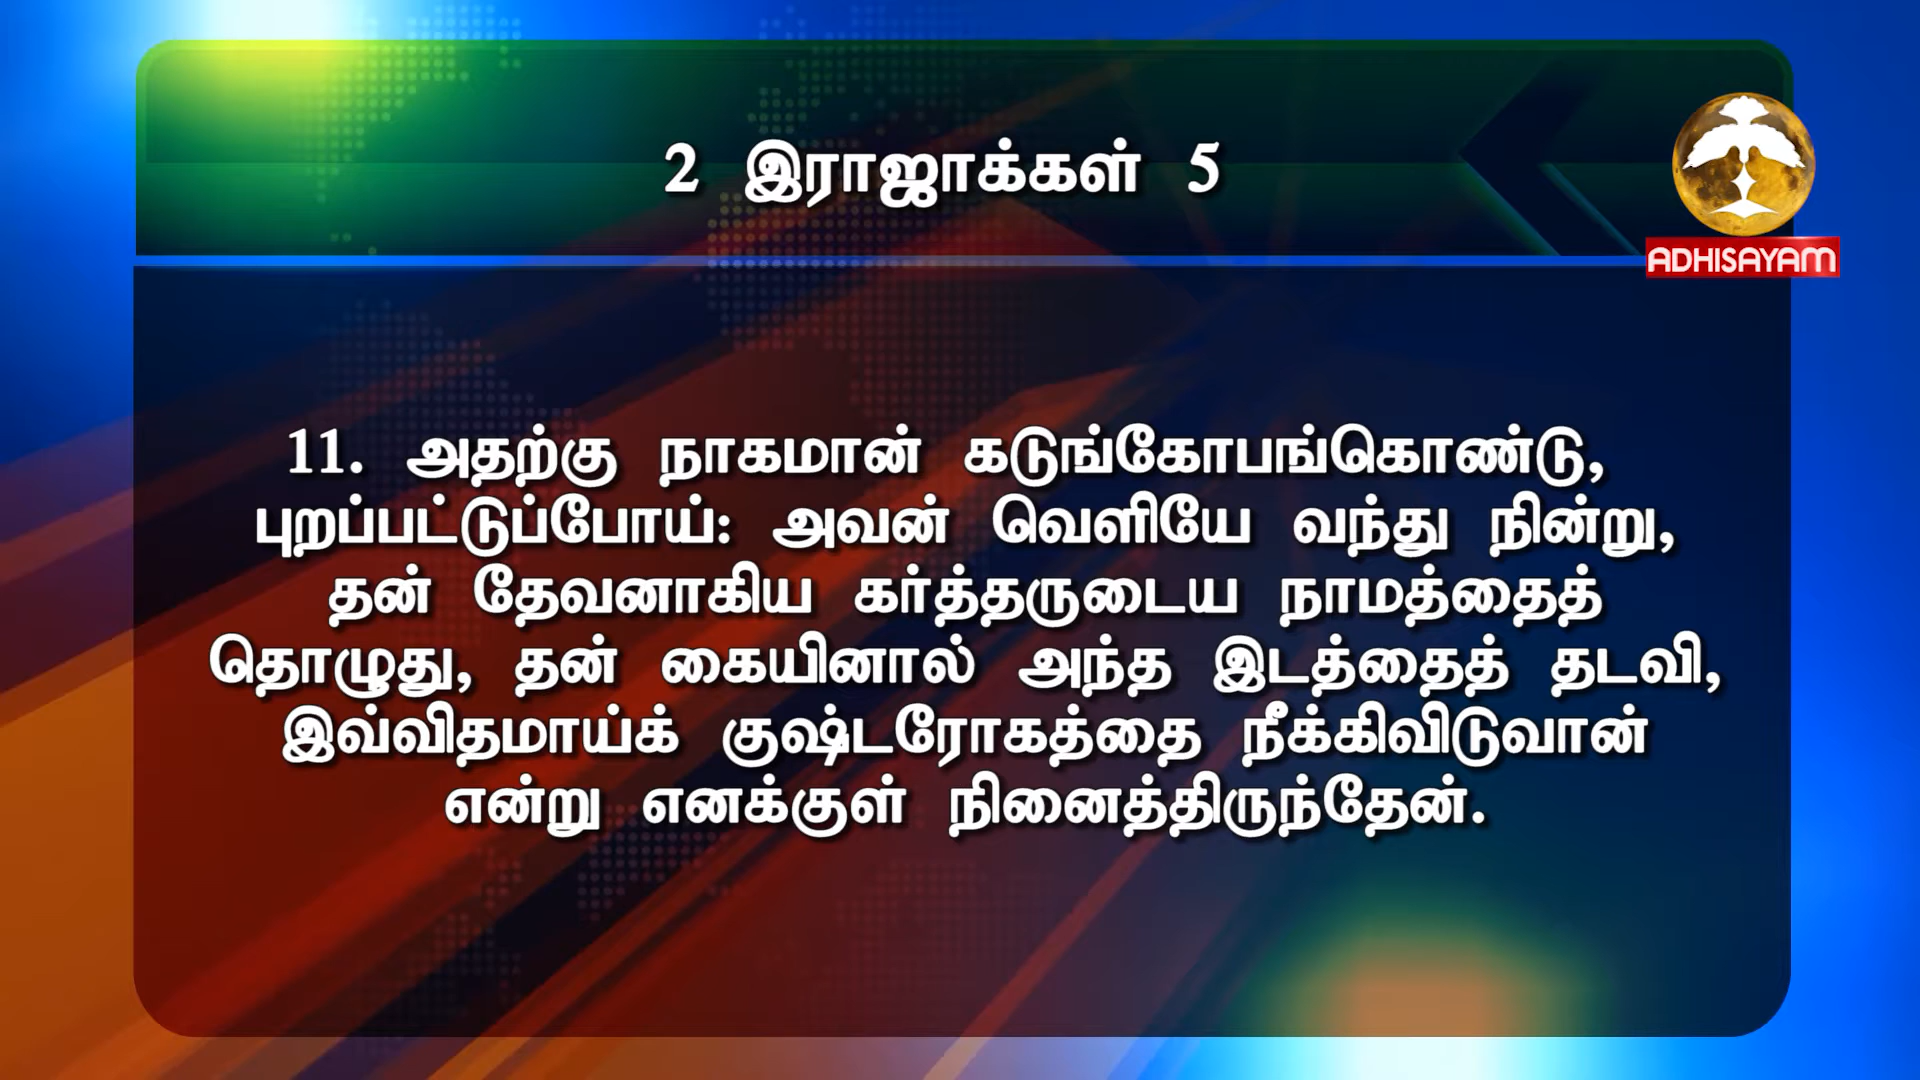 2 இராஜாக்கள் 5
ADHISAYAM
11. அதற்கு நாகமான் கடுங்கோபங்கொண்டு,
புறப்பட்டுப்போய்: அவன் வெளியே வந்து நின்று,
தன் தேவனாகிய கர்த்தருடைய நாமத்தைத்
தொழுது, தன் கையினால் அந்த இடத்தைத் தடவி,
இவ்விதமாய்க் குஷ்டரோகத்தை நீக்கிவிடுவான்
என்று எனக்குள் நினைத்திருந்தேன்.